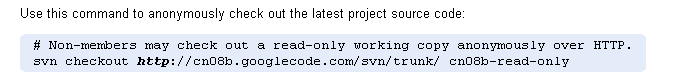 Use this command to anonymously check out the latest project source code:
# Non-members may check out a read-only working copy anonymously over HTTP.
svn checkout http://cn08b.googlecode.com/svn/trunk/ cn08b-read-only